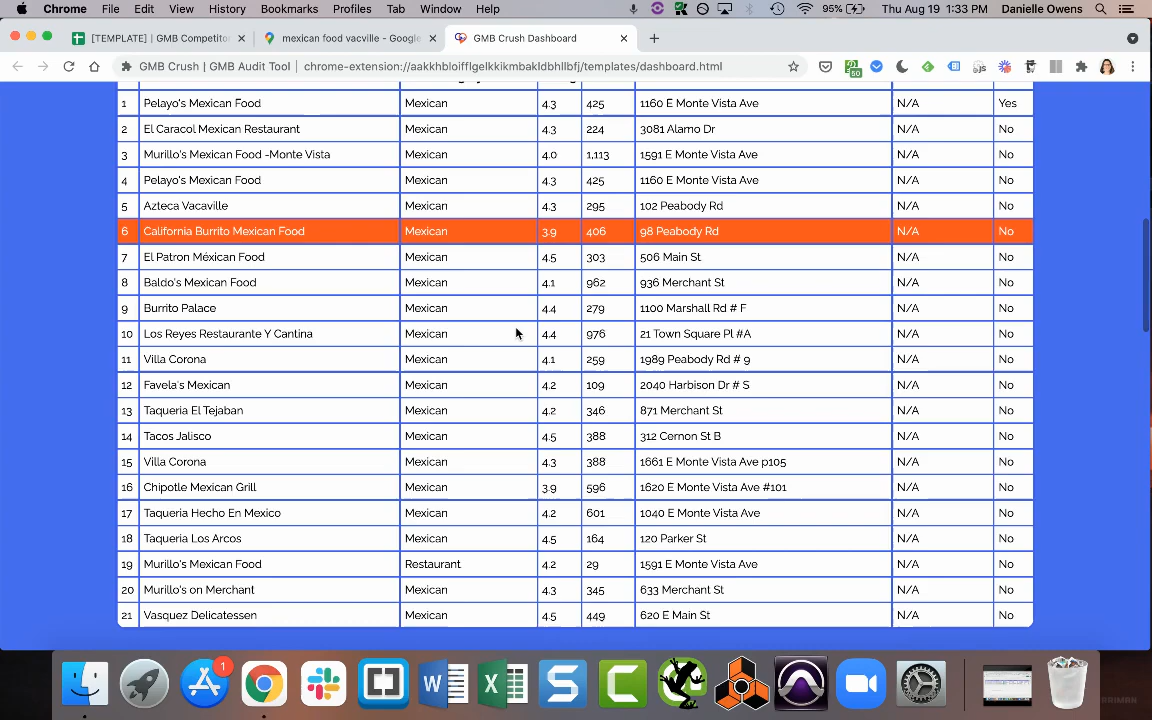 Chrome File Edit View History Bookmarks Profiles Tab Window Help 95% Thu Aug 19 1:33 PM Danielle Owens
[TEMPLATE] | GMB Competito mexican food vacville - Google GMB Crush Dashboard
GMB Crush | GMB Audit Tool chrome-extension://aakkhbloifflgelkkikmbakldbhllbfj/templates/dashboard.html 50
1 Pelayo's Mexican Food Mexican 4.3 425 1160 E Monte Vista Ave N/A Yes
2 El Caracol Mexican Restaurant Mexican 4.3 224 3081 Alamo Dr N/A No
3 Murillo's Mexican Food -Monte Vista Mexican 4.0 1,113 1591 E Monte Vista Ave N/A No
4 Pelayo's Mexican Food Mexican 4.3 425 1160 E Monte Vista Ave N/A No
5 Azteca Vacaville Mexican 4.3 295 102 Peabody Rd N/A No
6 California Burrito Mexican Food Mexican 3.9 406 98 Peabody Rd N/A No
7 El Patron Méxican Food Mexican 4.5 303 506 Main St N/A No
8 Baldo's Mexican Food Mexican 4.1 962 936 Merchant St N/A No
9 Burrito Palace Mexican 4.4 279 1100 Marshall Rd # F N/A No
10 Los Reyes Restaurante Y Cantina Mexican 4.4 976 21 Town Square Pl #A N/A No
11 Villa Corona Mexican 4.1 259 1989 Peabody Rd # 9 N/A No
12 Favela's Mexican Mexican 4.2 109 2040 Harbison Dr # S N/A No
13 Taqueria El Tejaban Mexican 4.2 346 871 Merchant St N/A No
14 Tacos Jalisco Mexican 4.5 388 312 Cernon St B N/A No
15 Villa Corona Mexican 4.3 388 1661 E Monte Vista Ave p105 N/A No
16 Chipotle Mexican Grill Mexican 3.9 596 1620 E Monte Vista Ave #101 N/A No
17 Taqueria Hecho En Mexico Mexican 4.2 601 1040 E Monte Vista Ave N/A No
18 Taqueria Los Arcos Mexican 4.5 164 120 Parker St N/A No
19 Murillo's Mexican Food Restaurant 4.2 29 1591 E Monte Vista Ave N/A No
20 Murillo's on Merchant Mexican 4.3 345 633 Merchant St N/A No
21 Vasquez Delicatessen Mexican 4.5 449 620 E Main St N/A No
1
W X S C